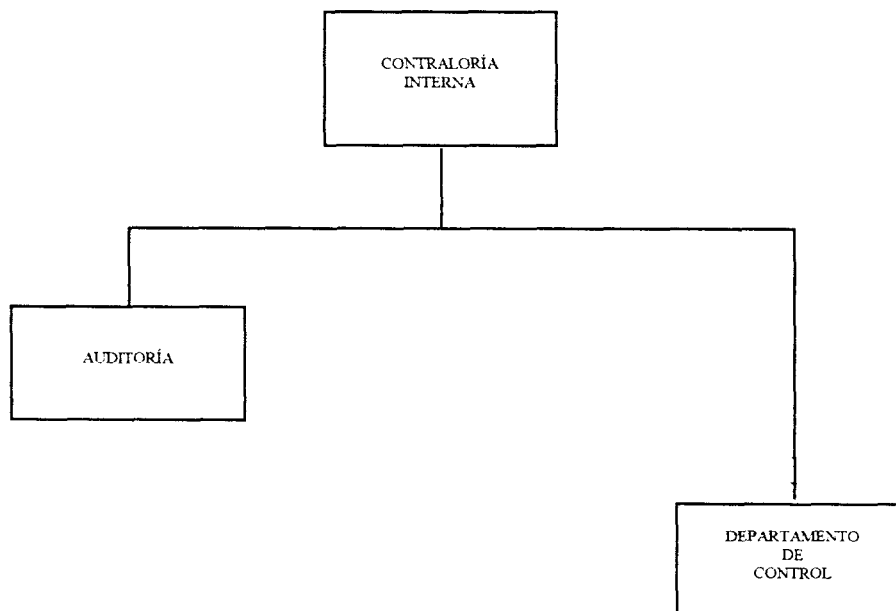 CONTRALORÍA
INTERNA
AUDITORÍA
DEPARTAMENTO
DE
CONTROL